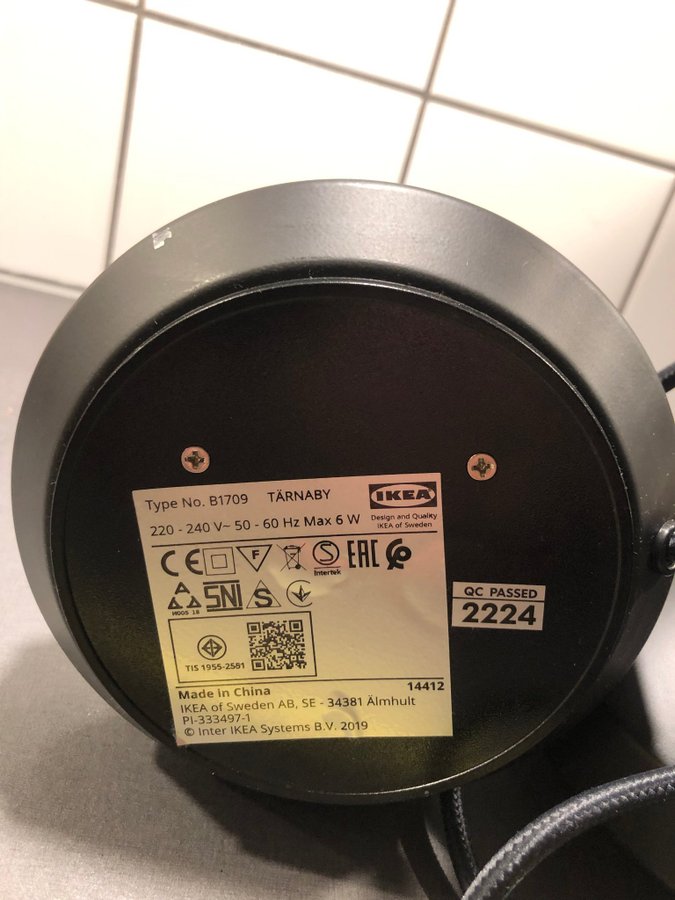 Type No. B1709 TÄRNABY
IKEA
220 - 240 V~ 50 - 60 Hz Max 6 W
Design and Quality
IKEA of Sweden
CE F S Intertek EAC
A
MODS 18
SNI S
TIS 1955-2581
QC PASSED
2224
Made in China 14412
IKEA of Sweden AB, SE - 34381 Älmhult
PI-333497-1
© Inter IKEA Systems B.V. 2019